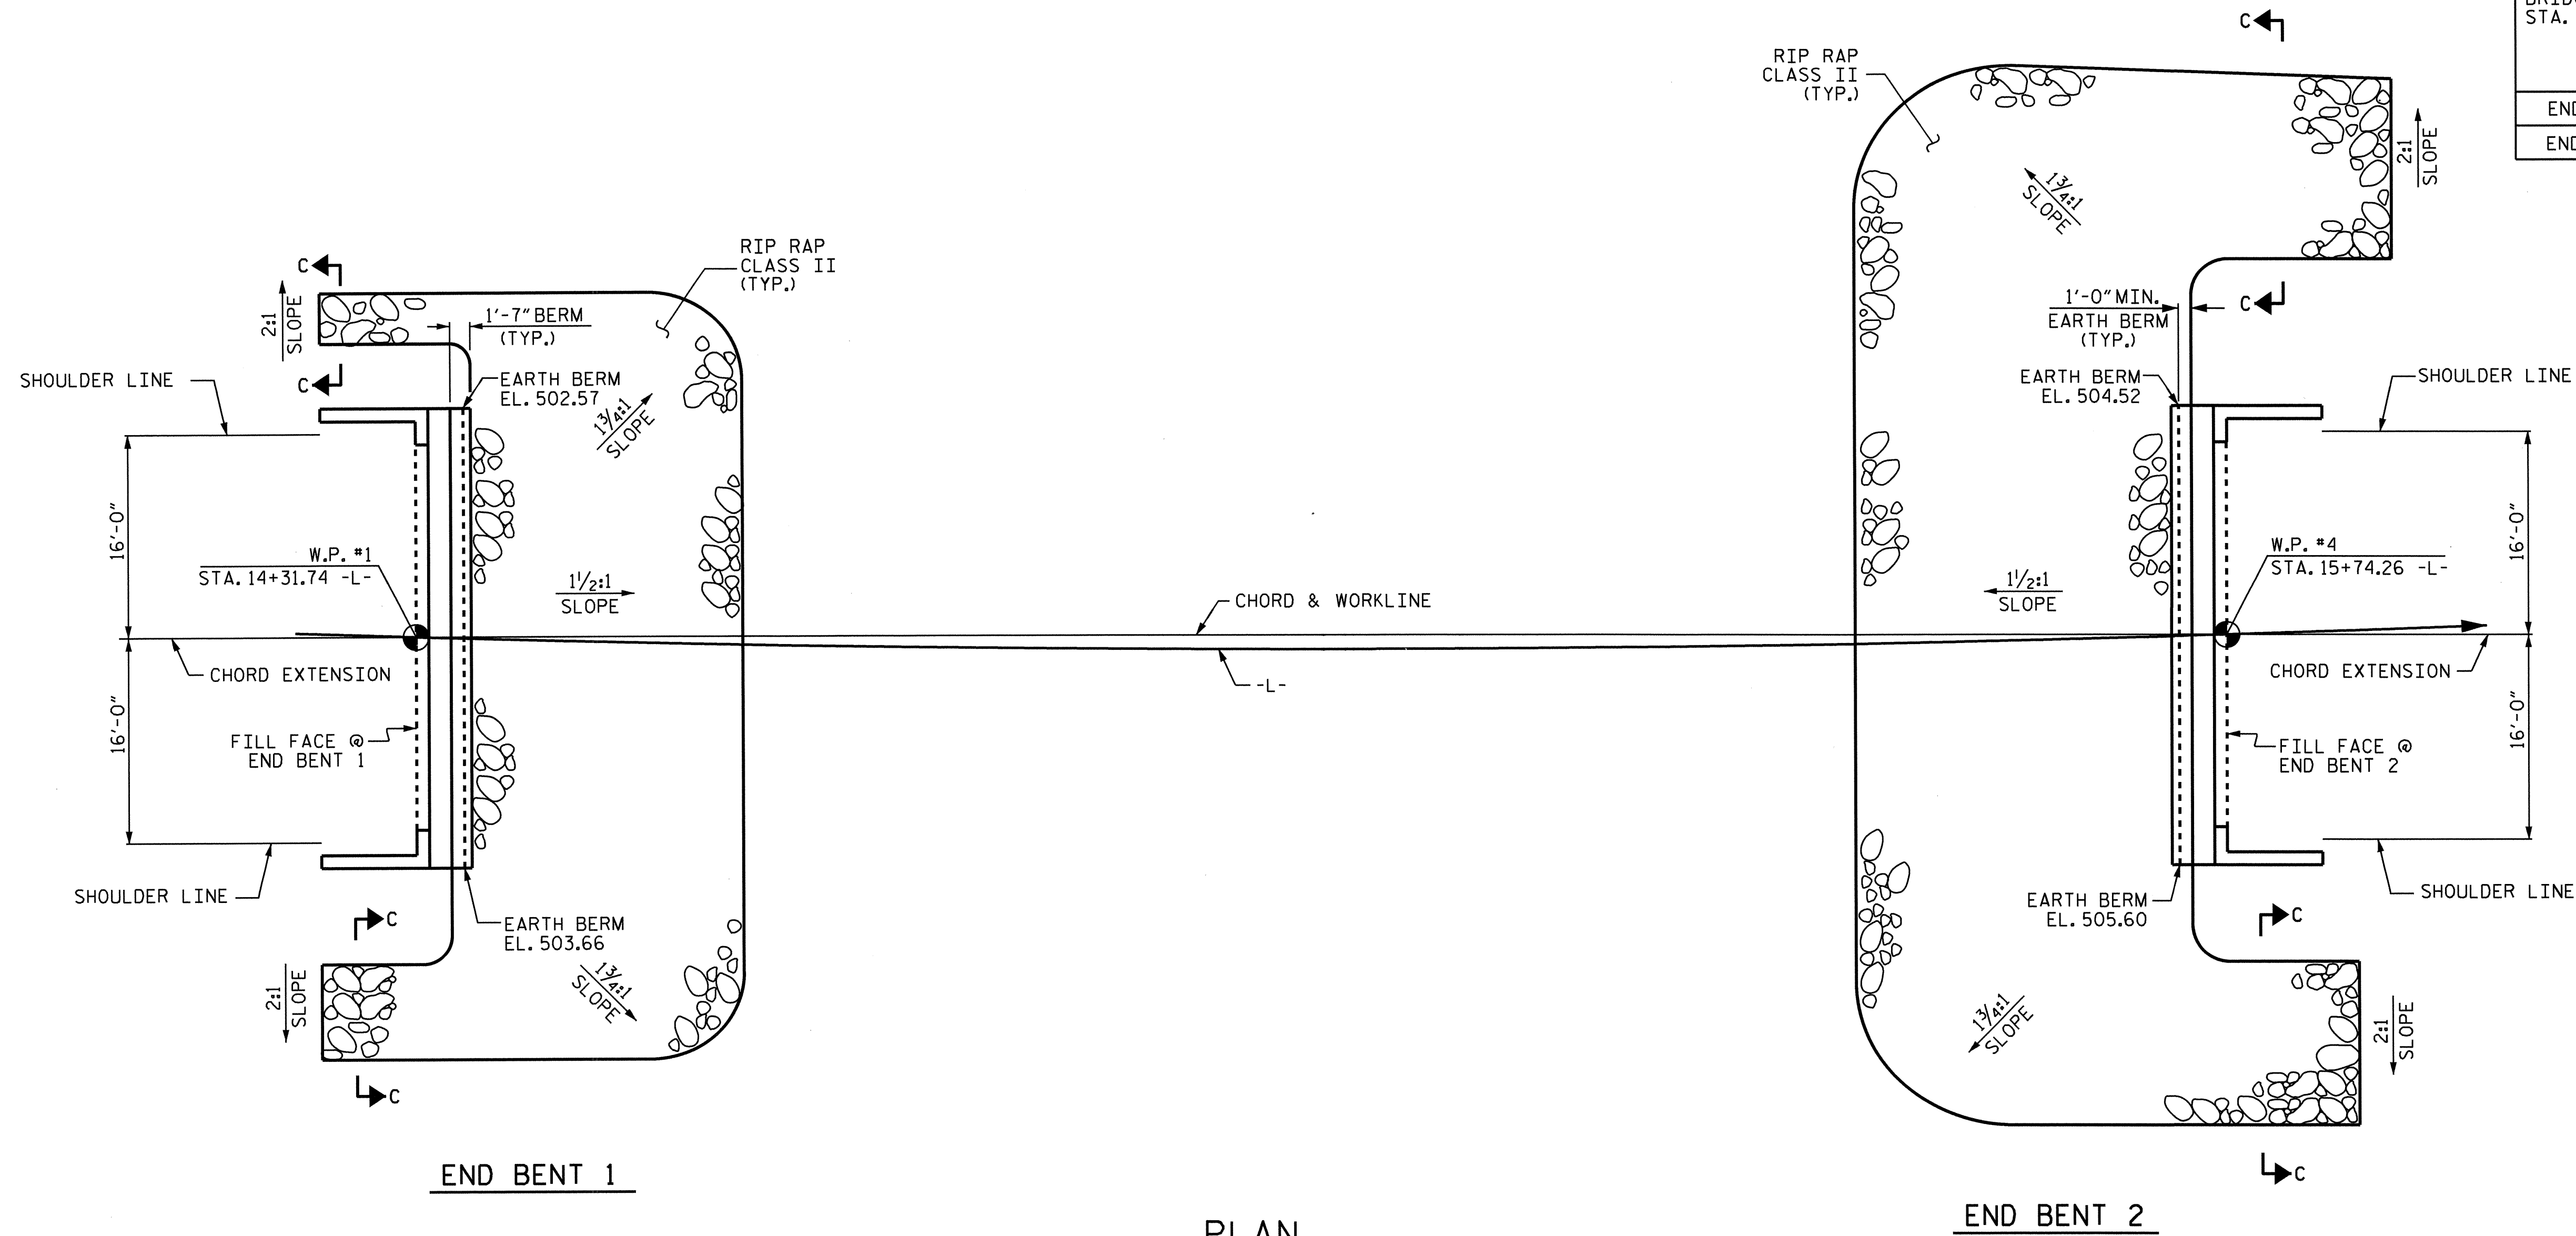 C
BRIDG
STA.
END
END
RIP RAP
CLASS II
(TYP.)
1¾:1
SLOPE
2:1
SLOPE
C
1'-0" MIN.
EARTH BERM
(TYP.)
EARTH BERM
EL. 504.52
SHOULDER LINE
16'-0"
W.P. #4
STA. 15+74.26 -L-
1½:1
SLOPE
CHORD EXTENSION
16'-0"
FILL FACE @
END BENT 2
EARTH BERM
EL. 505.60
SHOULDER LINE
C
1¾:1
SLOPE
2:1
SLOPE
C
END BENT 2
RIP RAP
CLASS II
(TYP.)
C
2:1
SLOPE
1'-7" BERM
(TYP.)
C
SHOULDER LINE
EARTH BERM
EL. 502.57
1¾:1
SLOPE
16'-0"
W.P. #1
STA. 14+31.74 -L-
1½:1
SLOPE
CHORD & WORKLINE
CHORD EXTENSION
-L-
16'-0"
FILL FACE @
END BENT 1
SHOULDER LINE
C
EARTH BERM
EL. 503.66
2:1
SLOPE
1¾:1
SLOPE
C
END BENT 1
PLAN